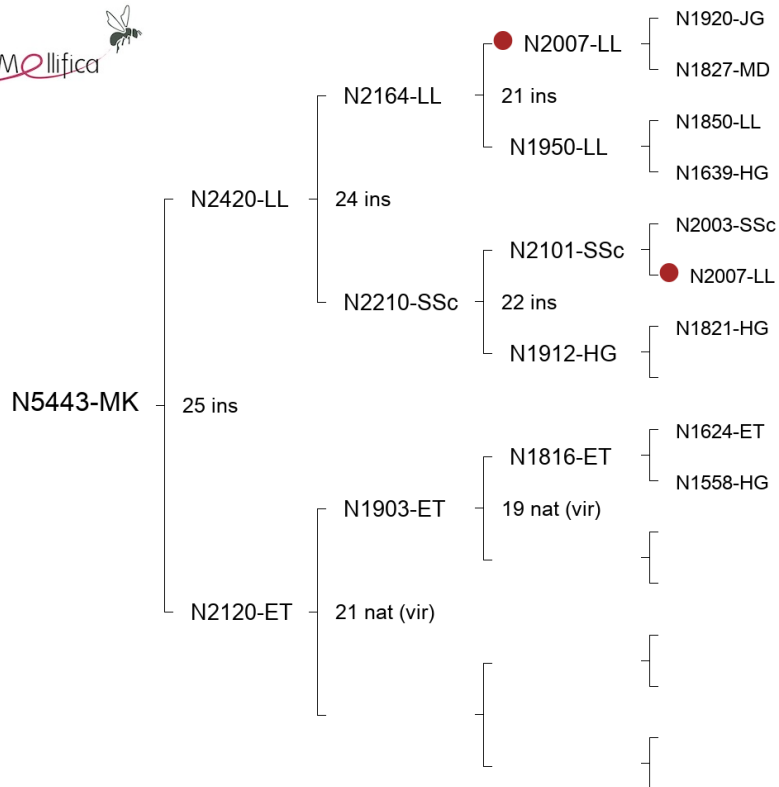 Mellifica
N1920-JG
N2007-LL
N1827-MD
N2164-LL
21 ins
N1850-LL
N1950-LL
N1639-HG
N2420-LL
24 ins
N2003-SSc
N2101-SSc
N2007-LL
N2210-SSc
22 ins
N1821-HG
N1912-HG
N5443-MK
25 ins
N1624-ET
N1816-ET
N1558-HG
N1903-ET
19 nat (vir)
N2120-ET
21 nat (vir)